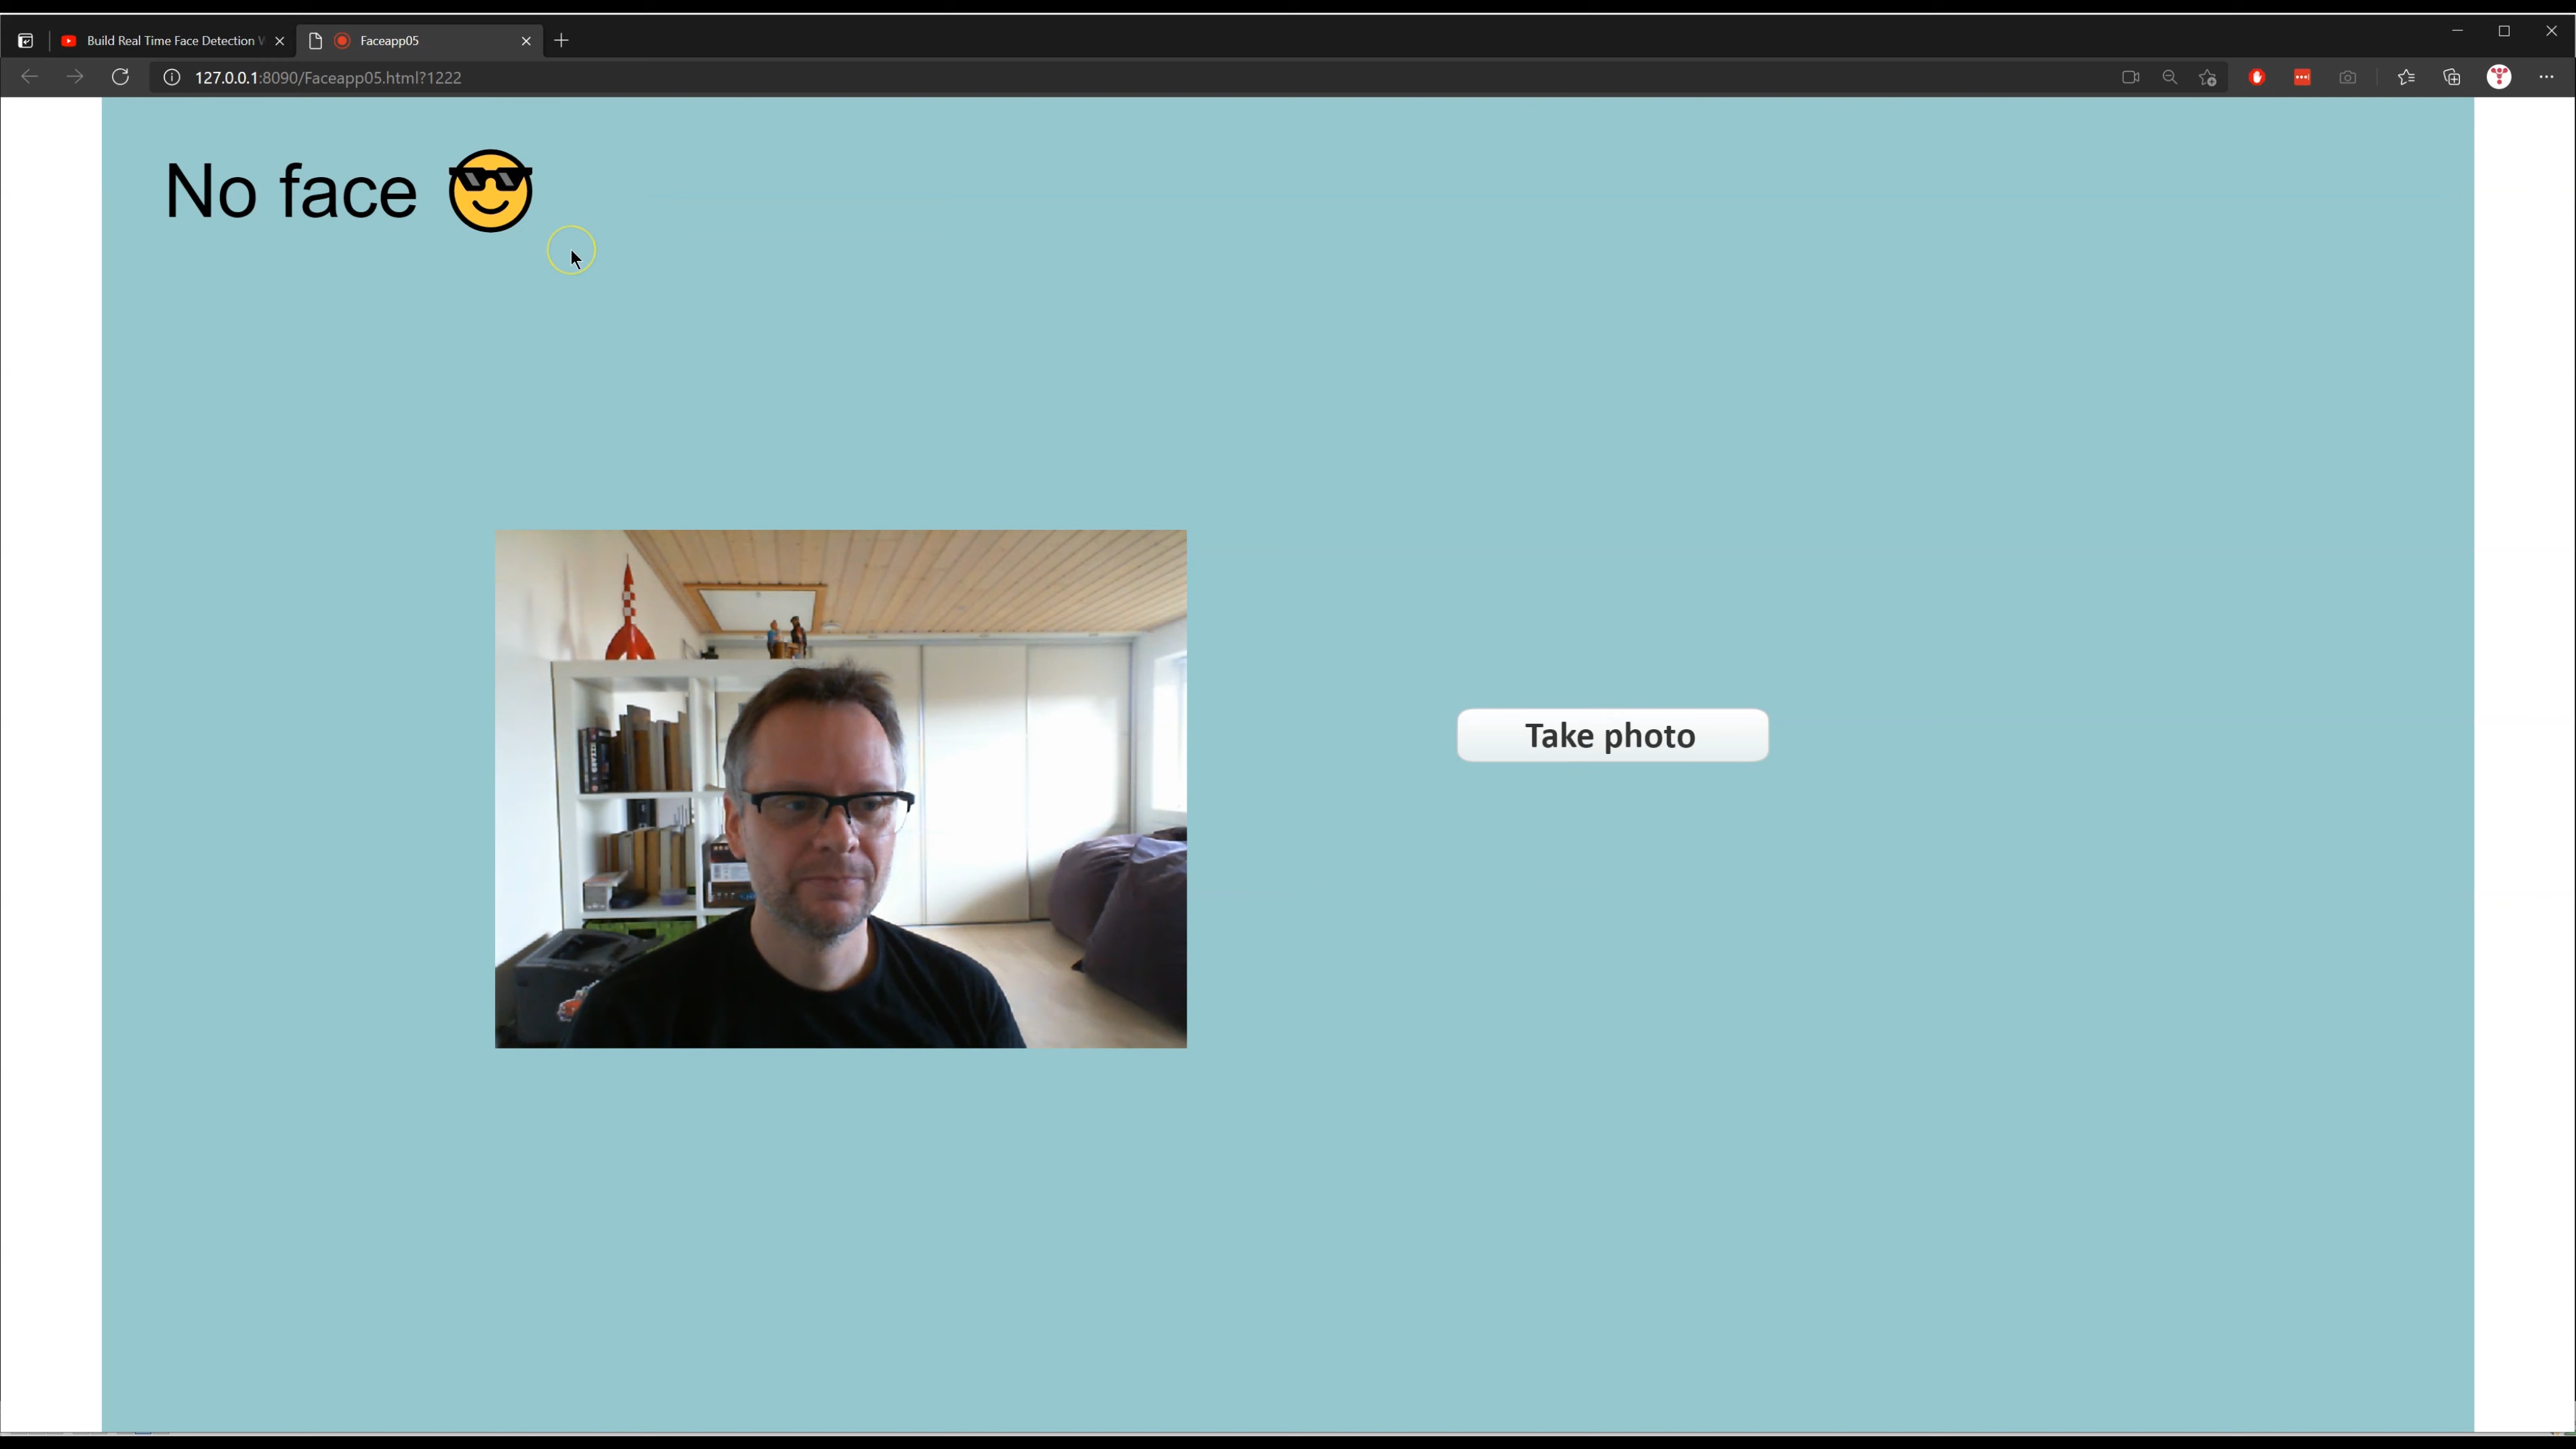 Build Real Time Face Detection W
Faceapp05
127.0.0.1:8090/Faceapp05.html?1222
No face 😎
Take photo